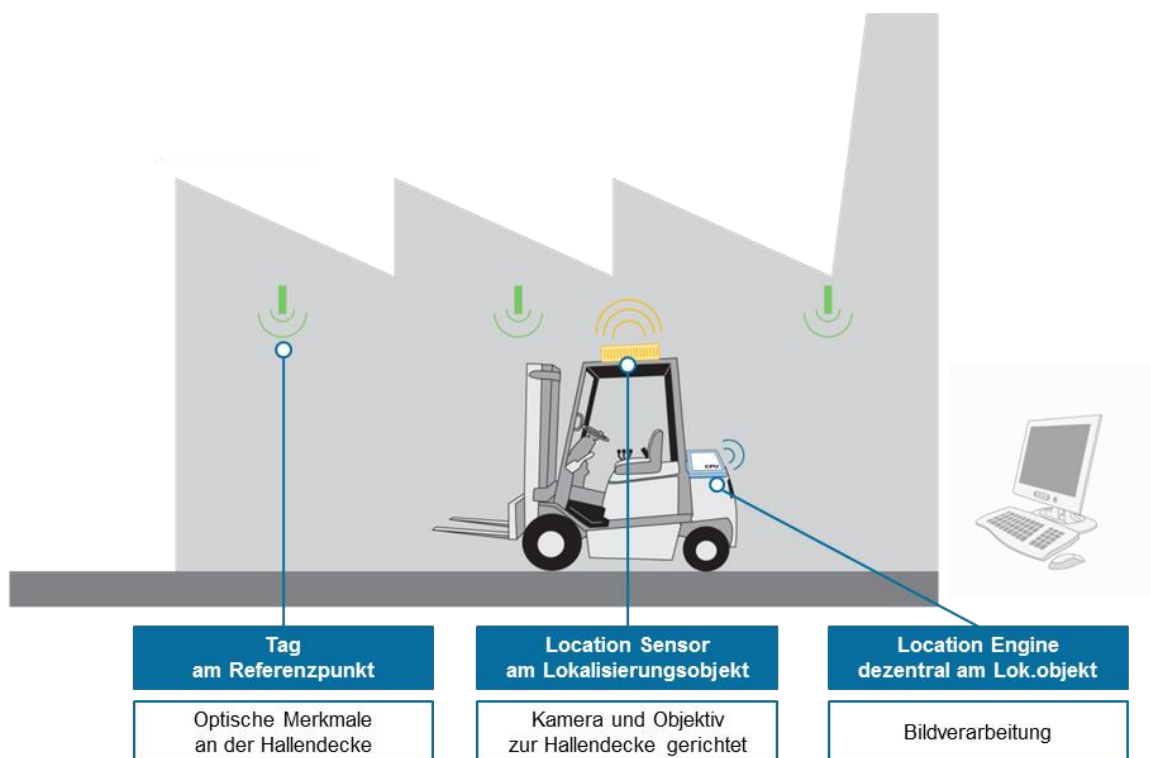 CPU
Tag
am Referenzpunkt
Optische Merkmale
an der Hallendecke
Location Sensor
am Lokalisierungsobjekt
Kamera und Objektiv
zur Hallendecke gerichtet
Location Engine
dezentral am Lok.objekt
Bildverarbeitung